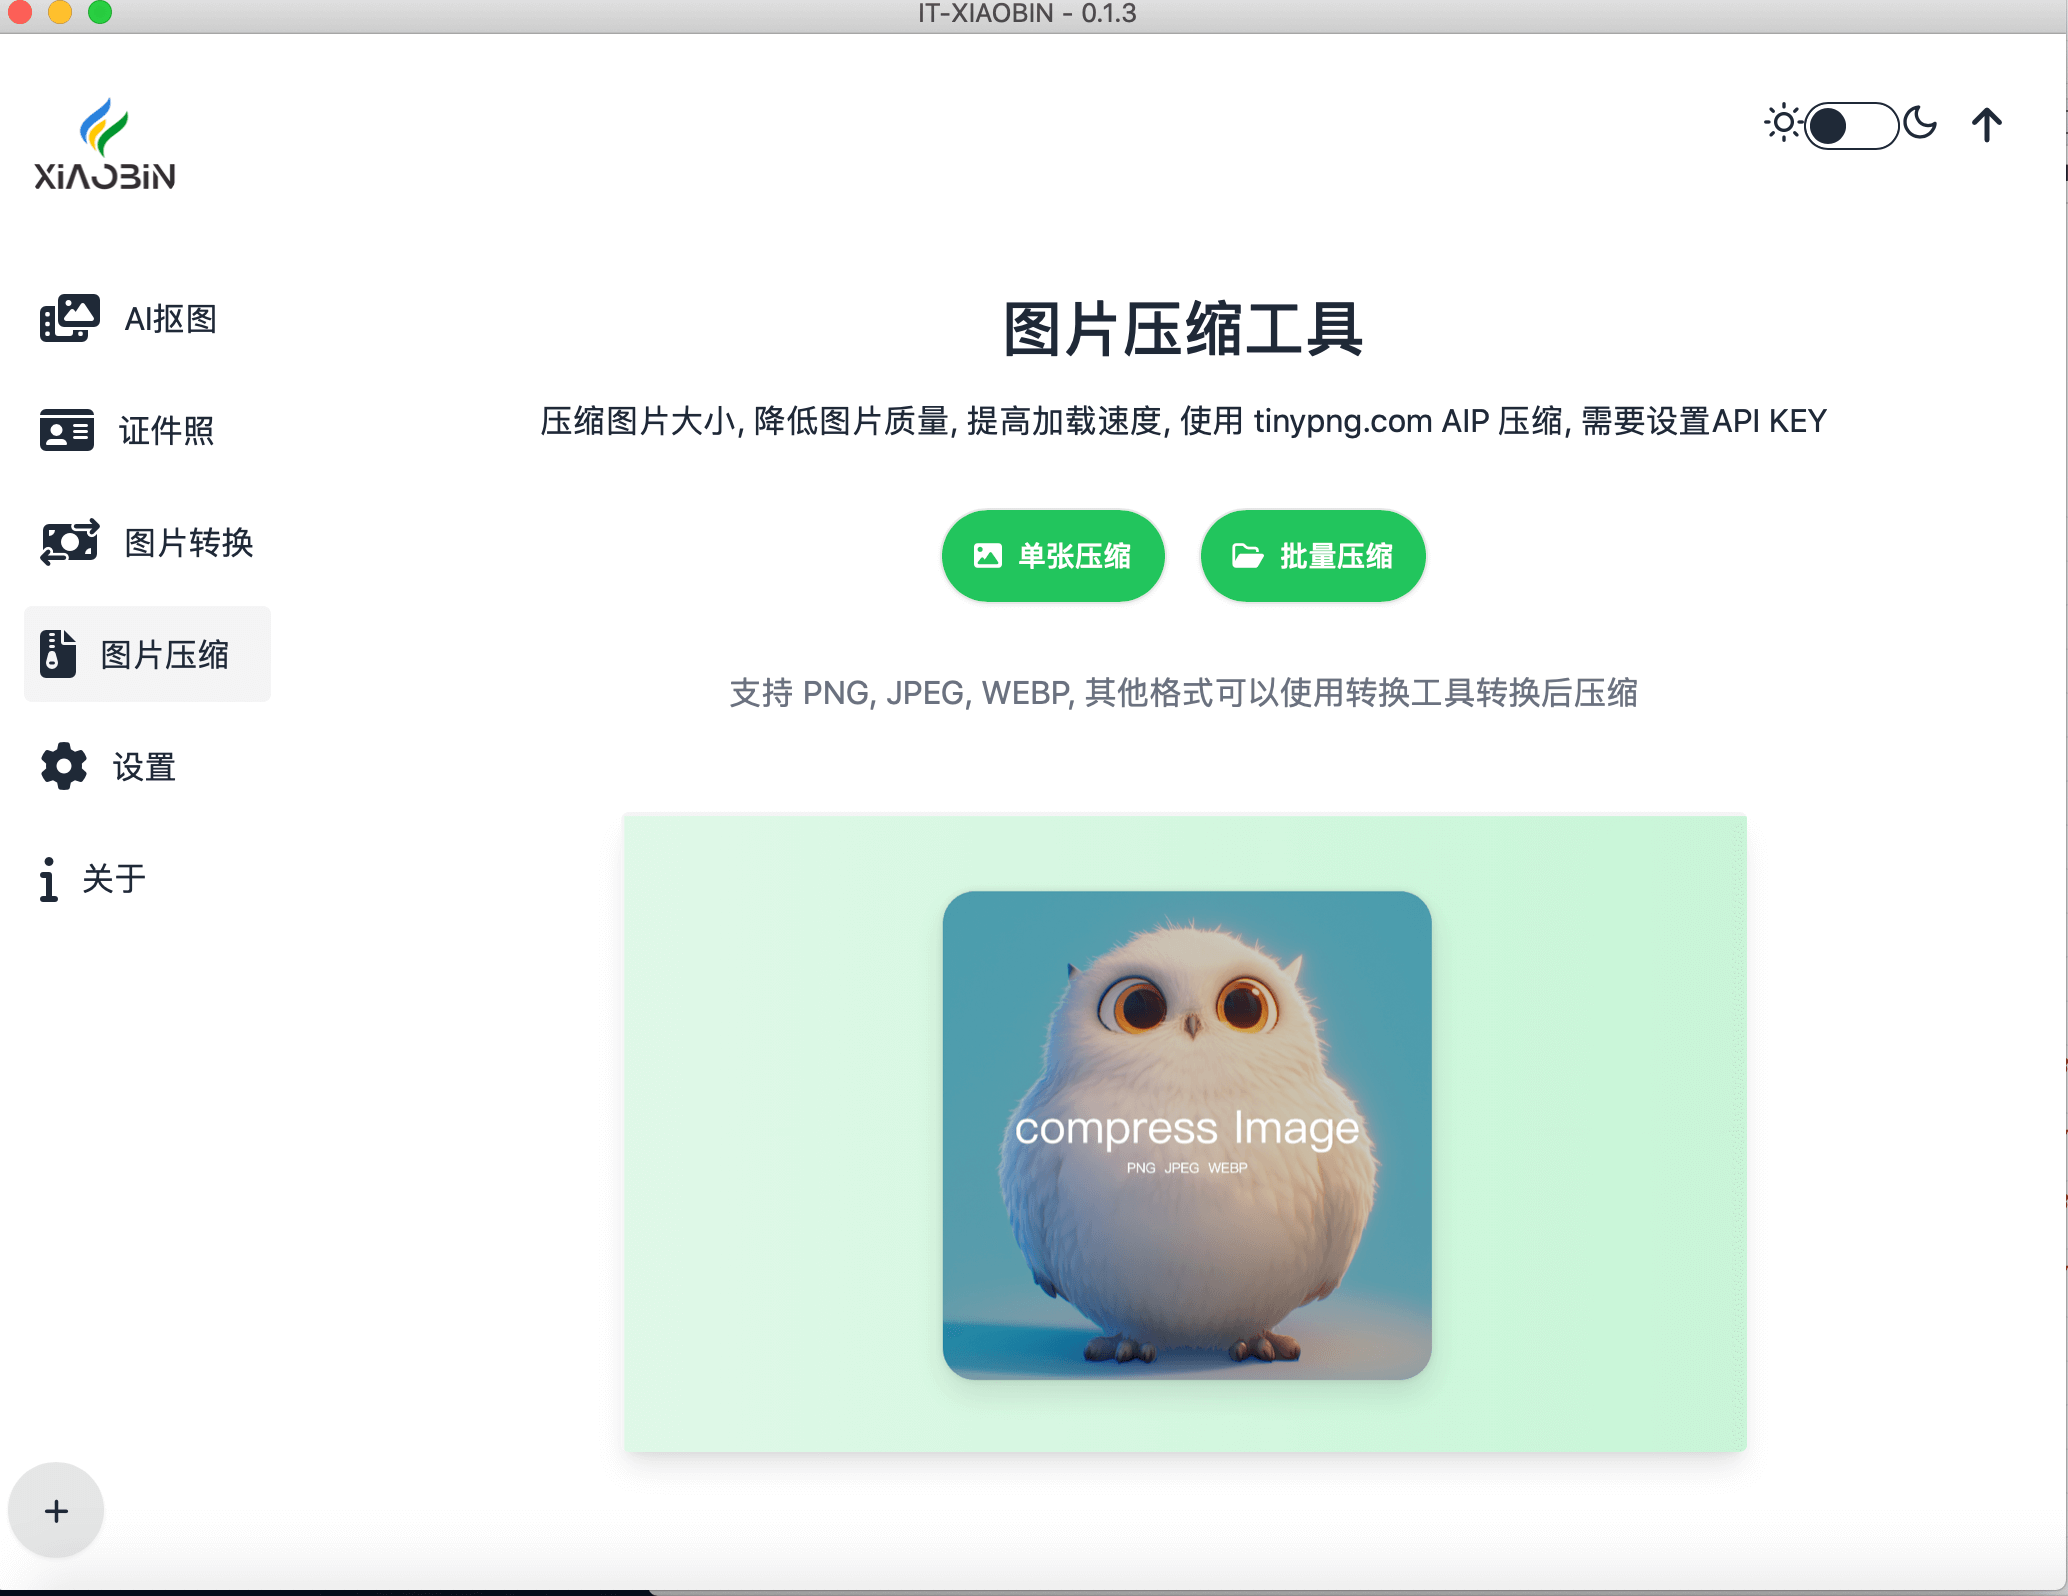 IT-XIAOBIN - 0.1.3
XiAOBiN
AI抠图
证件照
图片转换
图片压缩
设置
关于
图片压缩工具
压缩图片大小, 降低图片质量, 提高加载速度, 使用 tinypng.com AIP 压缩, 需要设置API KEY
单张压缩
批量压缩
支持 PNG, JPEG, WEBP, 其他格式可以使用转换工具转换后压缩
compress Image
PNG JPEG WEBP